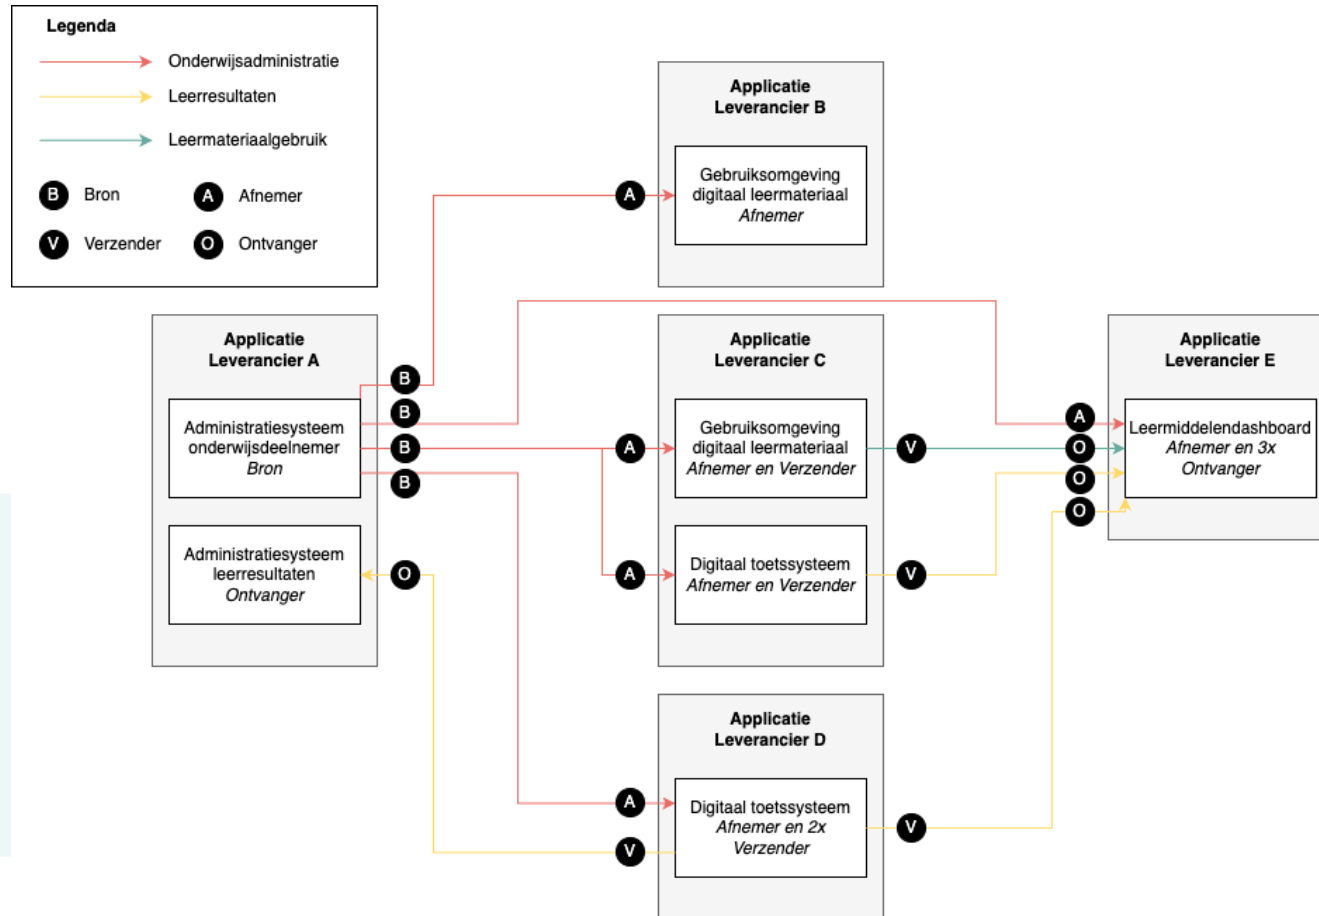 Legenda
Onderwijsadministratie
Leerresultaten
Leermateriaalgebruik
B Bron
A Afnemer
V Verzender
O Ontvanger
Applicatie
Leverancier B
Gebruiksomgeving
digitaal leermateriaal
Afnemer
A
Applicatie
Leverancier A
Administratiesysteem
onderwijsdeelnemer
Bron
B
B
B
B
Administratiesysteem
leerresultaten
Ontvanger
O
Applicatie
Leverancier C
A
Gebruiksomgeving
digitaal leermateriaal
Afnemer en Verzender
V
A
Digitaal toetssysteem
Afnemer en Verzender
V
Applicatie
Leverancier E
A
O
O
O
Leermiddelendashboard
Afnemer en 3x
Ontvanger
Applicatie
Leverancier D
A
V
Digitaal toetssysteem
Afnemer en 2x
Verzender
V